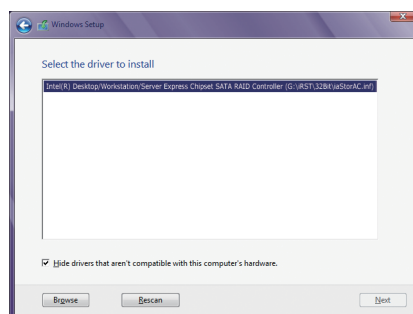 Windows Setup
Select the driver to install
Intel(R) Desktop/Workstation/Server Express Chipset SATA RAID Controller (G:\iRST\32Bit\iaStorAC.inf)
Hide drivers that aren't compatible with this computer's hardware.
Browse
Rescan
Next